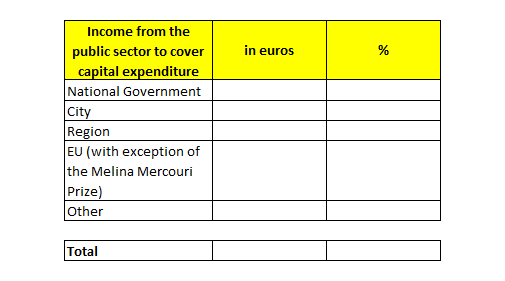 Income from the
public sector to cover
capital expenditure
in euros
%
National Government
City
Region
EU (with exception of
the Melina Mercouri
Prize)
Other
Total